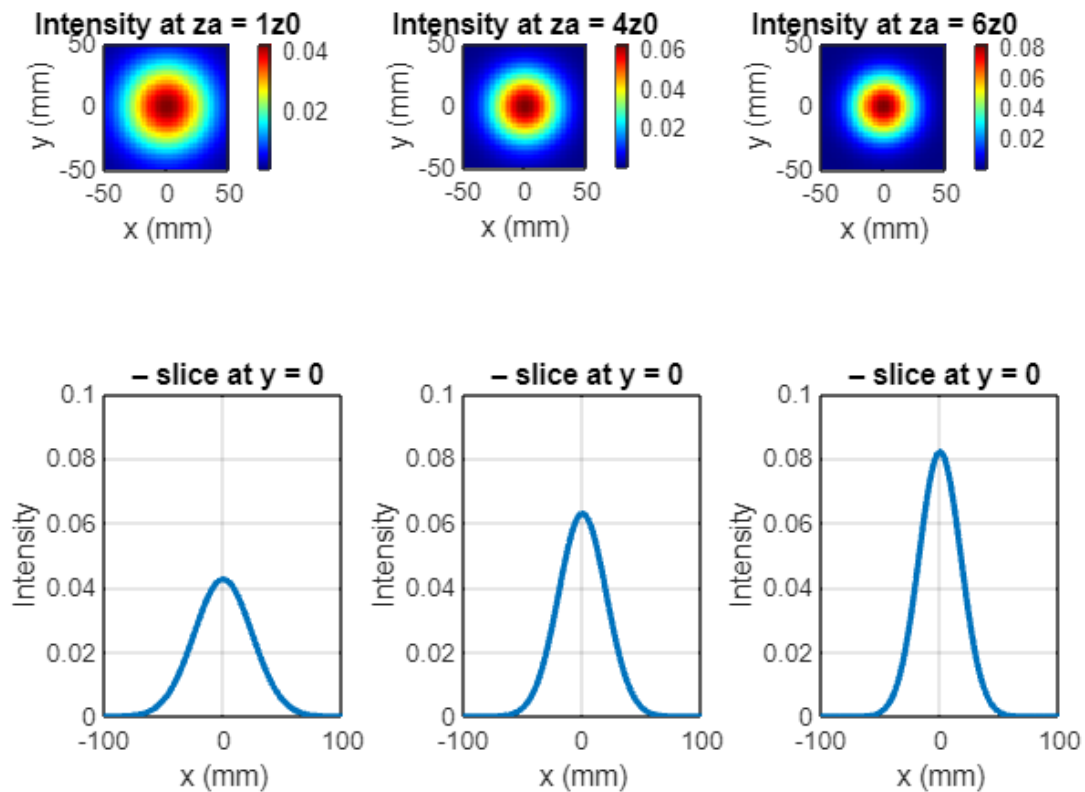 Intensity at za = 1z0
50
0
-50
y (mm)
-50 0 50
x (mm)
0.04
0.02
Intensity at za = 4z0
50
0
-50
y (mm)
-50 0 50
x (mm)
0.06
0.04
0.02
Intensity at za = 6z0
50
0
-50
y (mm)
-50 0 50
x (mm)
0.08
0.06
0.04
0.02
– slice at y = 0
0.1
0.08
0.06
0.04
0.02
0
Intensity
-100 0 100
x (mm)
– slice at y = 0
0.1
0.08
0.06
0.04
0.02
0
Intensity
-100 0 100
x (mm)
– slice at y = 0
0.1
0.08
0.06
0.04
0.02
0
Intensity
-100 0 100
x (mm)